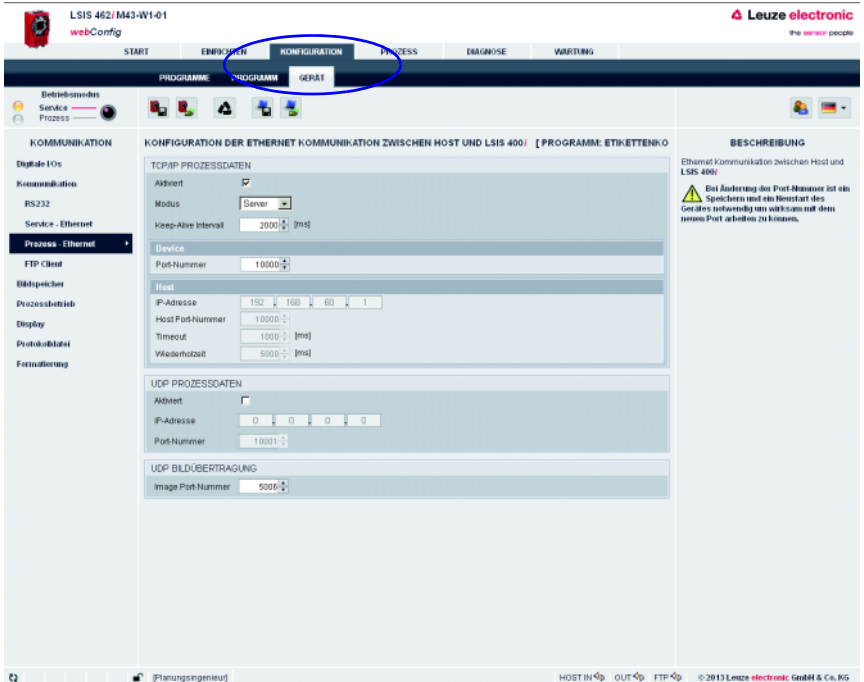 LSIS 462i M43-W1-01
webConfig
Leuze electronic
the sensor people
START EINRICHTEN KONFIGURATION PROZESS DIAGNOSE WARTUNG
PROGRAMME PROGRAMM GERÄT
Betriebsmodus
Service
Prozess
KOMMUNIKATION
Digitale I/Os
Kommunikation
RS232
Service - Ethernet
Prozess - Ethernet
FTP Client
Bildspeicher
Prozessbetrieb
Display
Protokolldatei
Formatierung
KONFIGURATION DER ETHERNET KOMMUNIKATION ZWISCHEN HOST UND LSIS 400i [ PROGRAMM: ETIKETTENKO
TCP/IP PROZESSDATEN
Aktiviert
Modus Server
Keep-Alive Intervall 2000 [ms]
Device
Port-Nummer 10000
Host
IP-Adresse 192 . 168 . 60 . 1
Host Port-Nummer 10000
Timeout 1000 [ms]
Wiederholzeit 5000 [ms]
UDP PROZESSDATEN
Aktiviert
IP-Adresse 0 . 0 . 0 . 0
Port-Nummer 10001
UDP BILDÜBERTRAGUNG
Image Port-Nummer 5006
BESCHREIBUNG
Ethernet Kommunikation zwischen Host und
LSIS 400i
Bei Änderung der Port-Nummer ist ein
Speichern und ein Neustart des
Gerätes notwendig um wirksam mit dem
neuen Port arbeiten zu können.
[Planungsingenieur]
HOST IN OUT FTP
© 2013 Leuze electronic GmbH & Co. KG